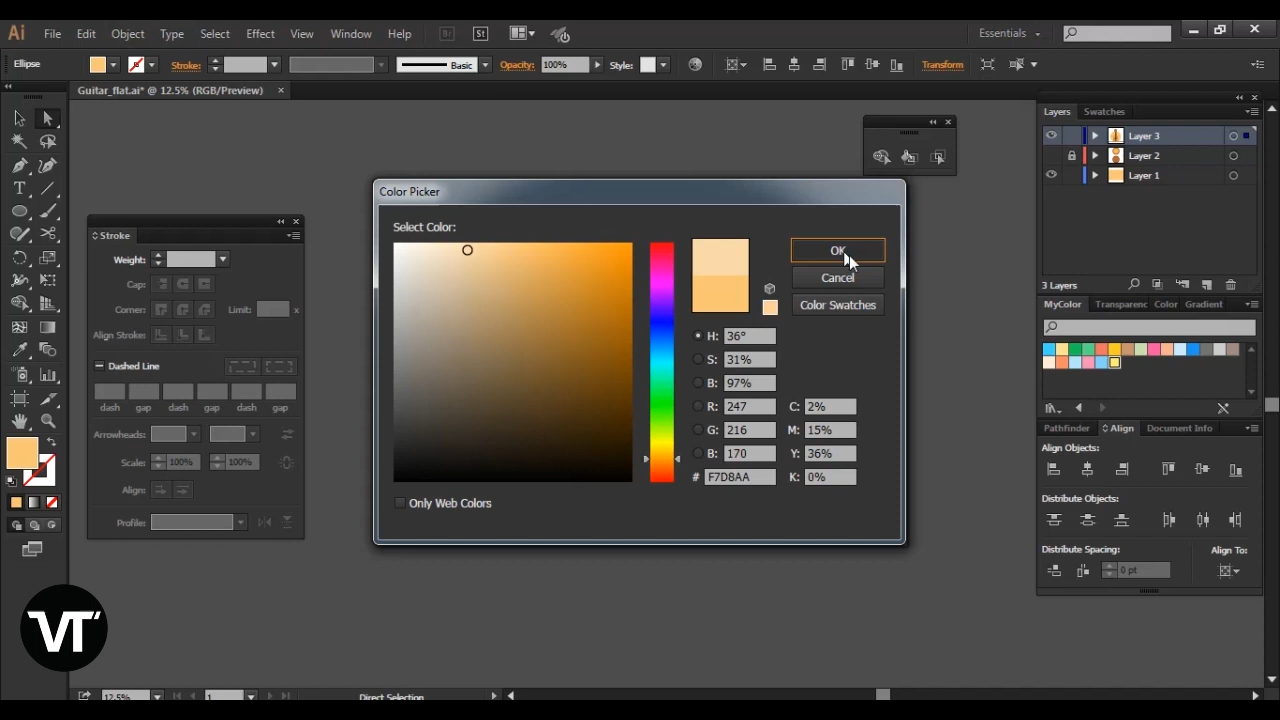 Ai File Edit Object Type Select Effect View Window Help Br St Essentials
Ellipse Stroke: Basic Opacity: 100% Style: Transform
Guitar_flat.ai* @ 12.5% (RGB/Preview)
Stroke
Weight:
Cap:
Corner: Limit: x
Align Stroke:
Dashed Line
dash gap dash gap dash gap
Arrowheads:
Scale: 100% 100%
Align:
Profile:
Color Picker
Select Color:
OK
Cancel
Color Swatches
H: 36°
S: 31%
B: 97%
R: 247 C: 2%
G: 216 M: 15%
B: 170 Y: 36%
# F7D8AA K: 0%
Only Web Colors
Layers Swatches
Layer 3
Layer 2
Layer 1
3 Layers
MyColor Transparenc Color Gradient
Pathfinder Align Document Info
Align Objects:
Distribute Objects:
Distribute Spacing: Align To:
0 pt
VT
12.5% 1 Direct Selection